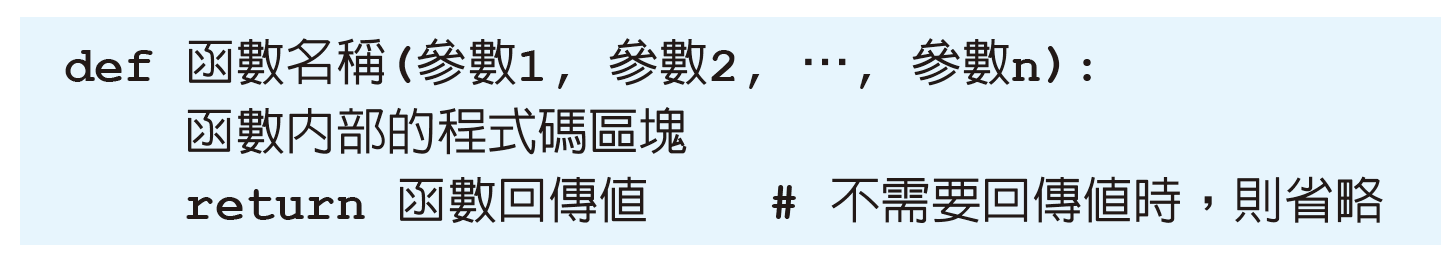 def 函數名稱(參數1, 參數2, …, 參數n):
函數內部的程式碼區塊
return 函數回傳值 # 不需要回傳值時，則省略